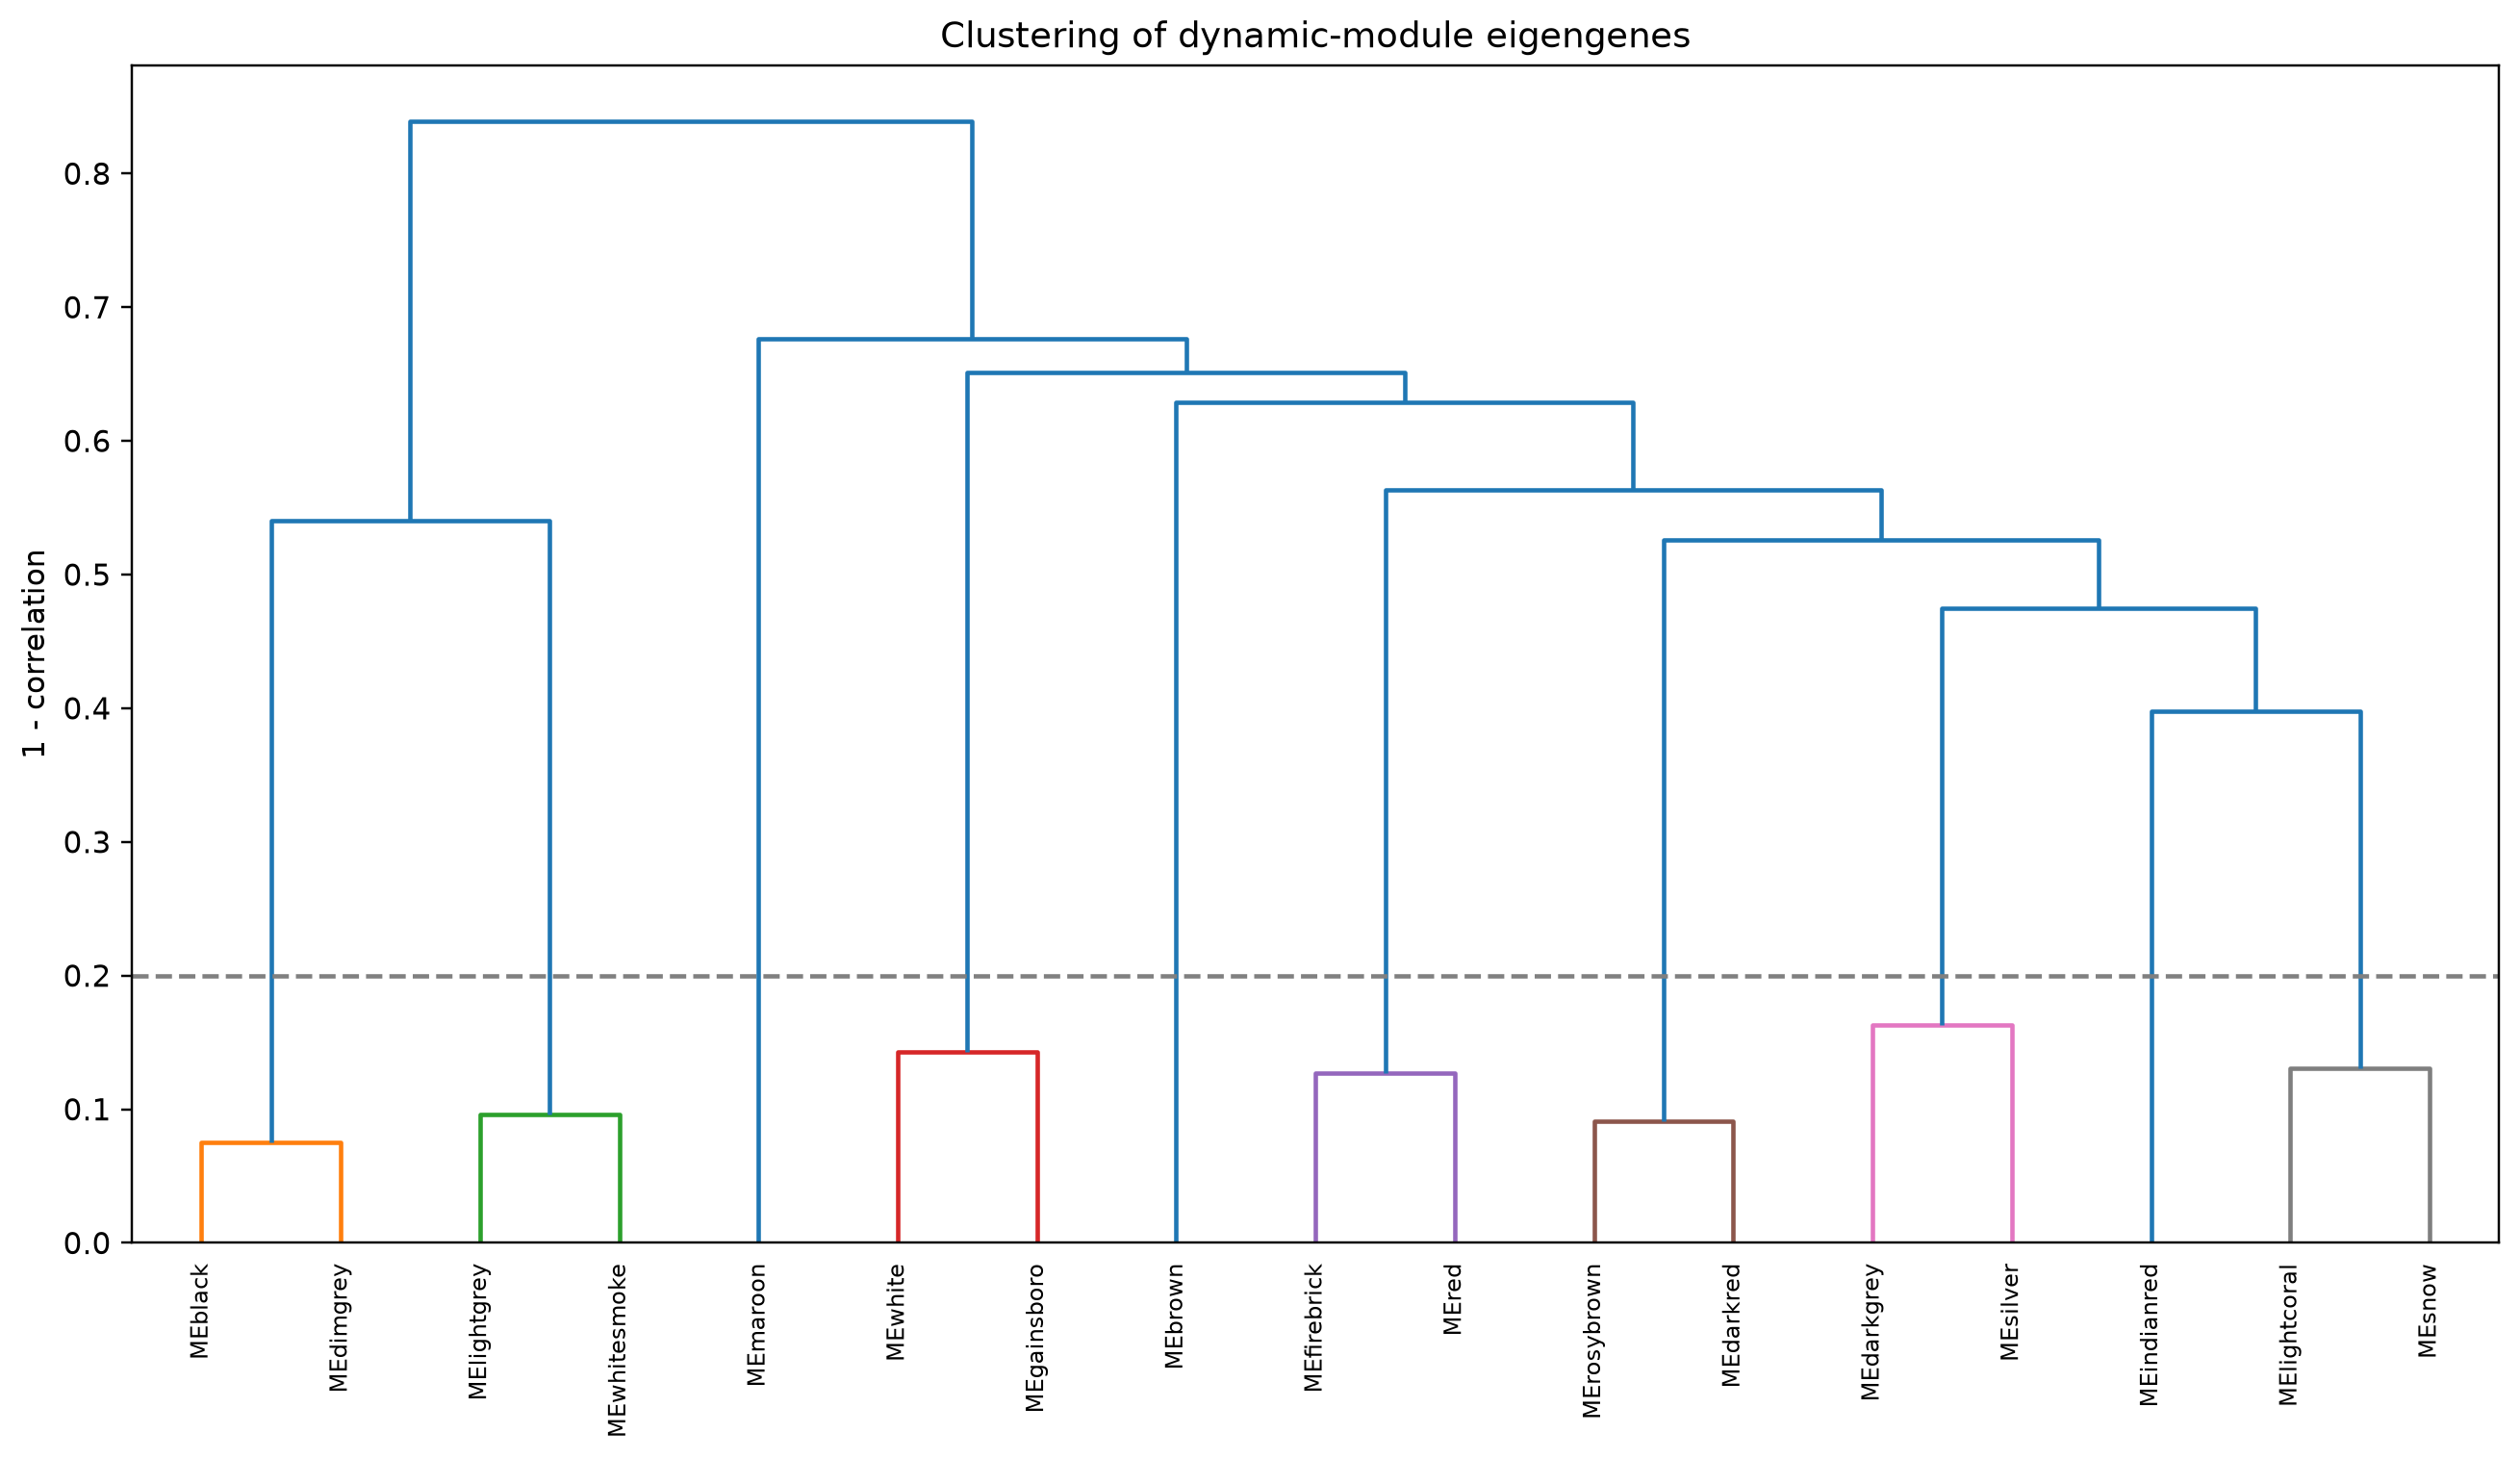 Clustering of dynamic-module eigengenes
1 - correlation
0.8
0.7
0.6
0.5
0.4
0.3
0.2
0.1
0.0
MEblack
MEdimgrey
MElightgrey
MEwhitesmoke
MEmaroon
MEwhite
MEgainsboro
MEbrown
MEfirebrick
MEred
MErosybrown
MEdarkred
MEdarkgrey
MEsilver
MEindianred
MElightcoral
MEsnow